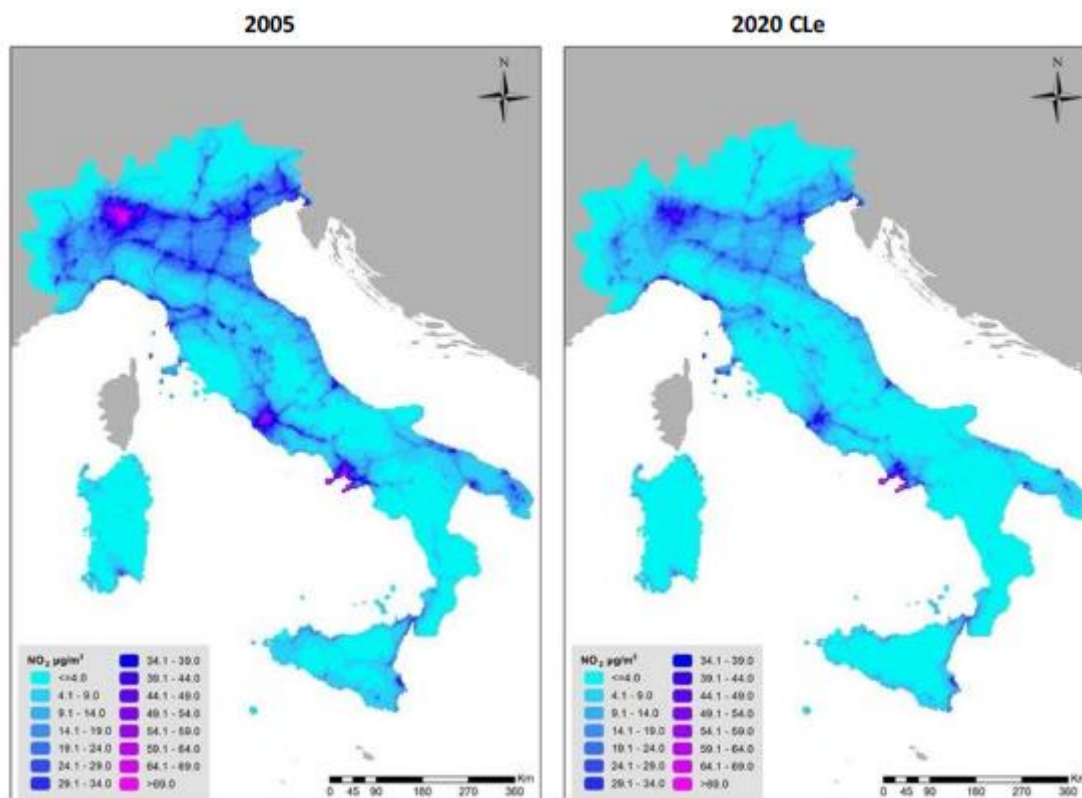 2005
2020 CLe
N
N
NO₂ µg/m³
<=4.0
4.1 - 9.0
9.1 - 14.0
14.1 - 19.0
19.1 - 24.0
24.1 - 29.0
29.1 - 34.0
34.1 - 39.0
39.1 - 44.0
44.1 - 49.0
49.1 - 54.0
54.1 - 59.0
59.1 - 64.0
64.1 - 69.0
>69.0
Km
0 45 90 180 270 360
NO₂ µg/m³
<=4.0
4.1 - 9.0
9.1 - 14.0
14.1 - 19.0
19.1 - 24.0
24.1 - 29.0
29.1 - 34.0
34.1 - 39.0
39.1 - 44.0
44.1 - 49.0
49.1 - 54.0
54.1 - 59.0
59.1 - 64.0
64.1 - 69.0
>69.0
Km
0 45 90 180 270 360